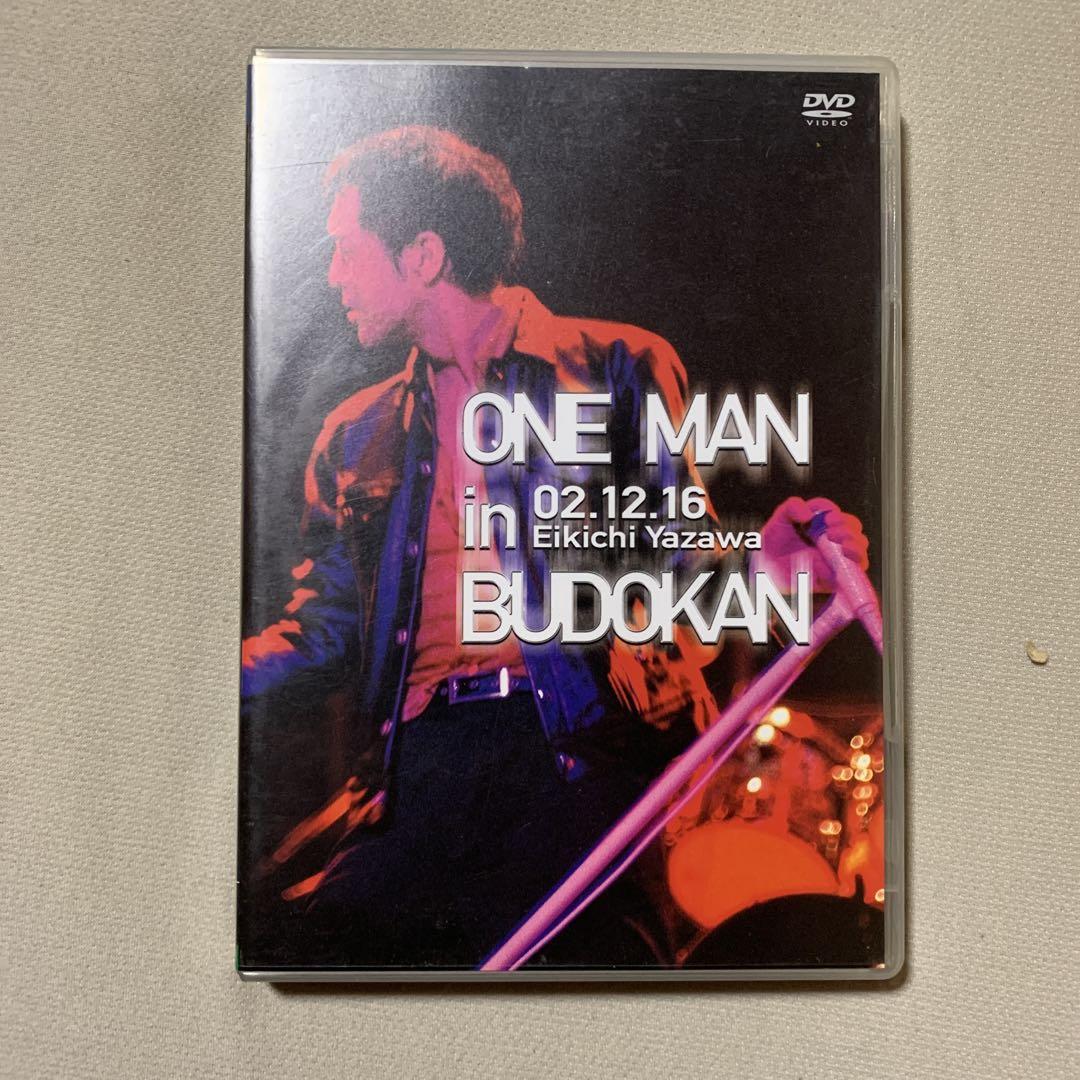 DVD
VIDEO
ONE MAN
in 02.12.16
Eikichi Yazawa
BUDOKAN